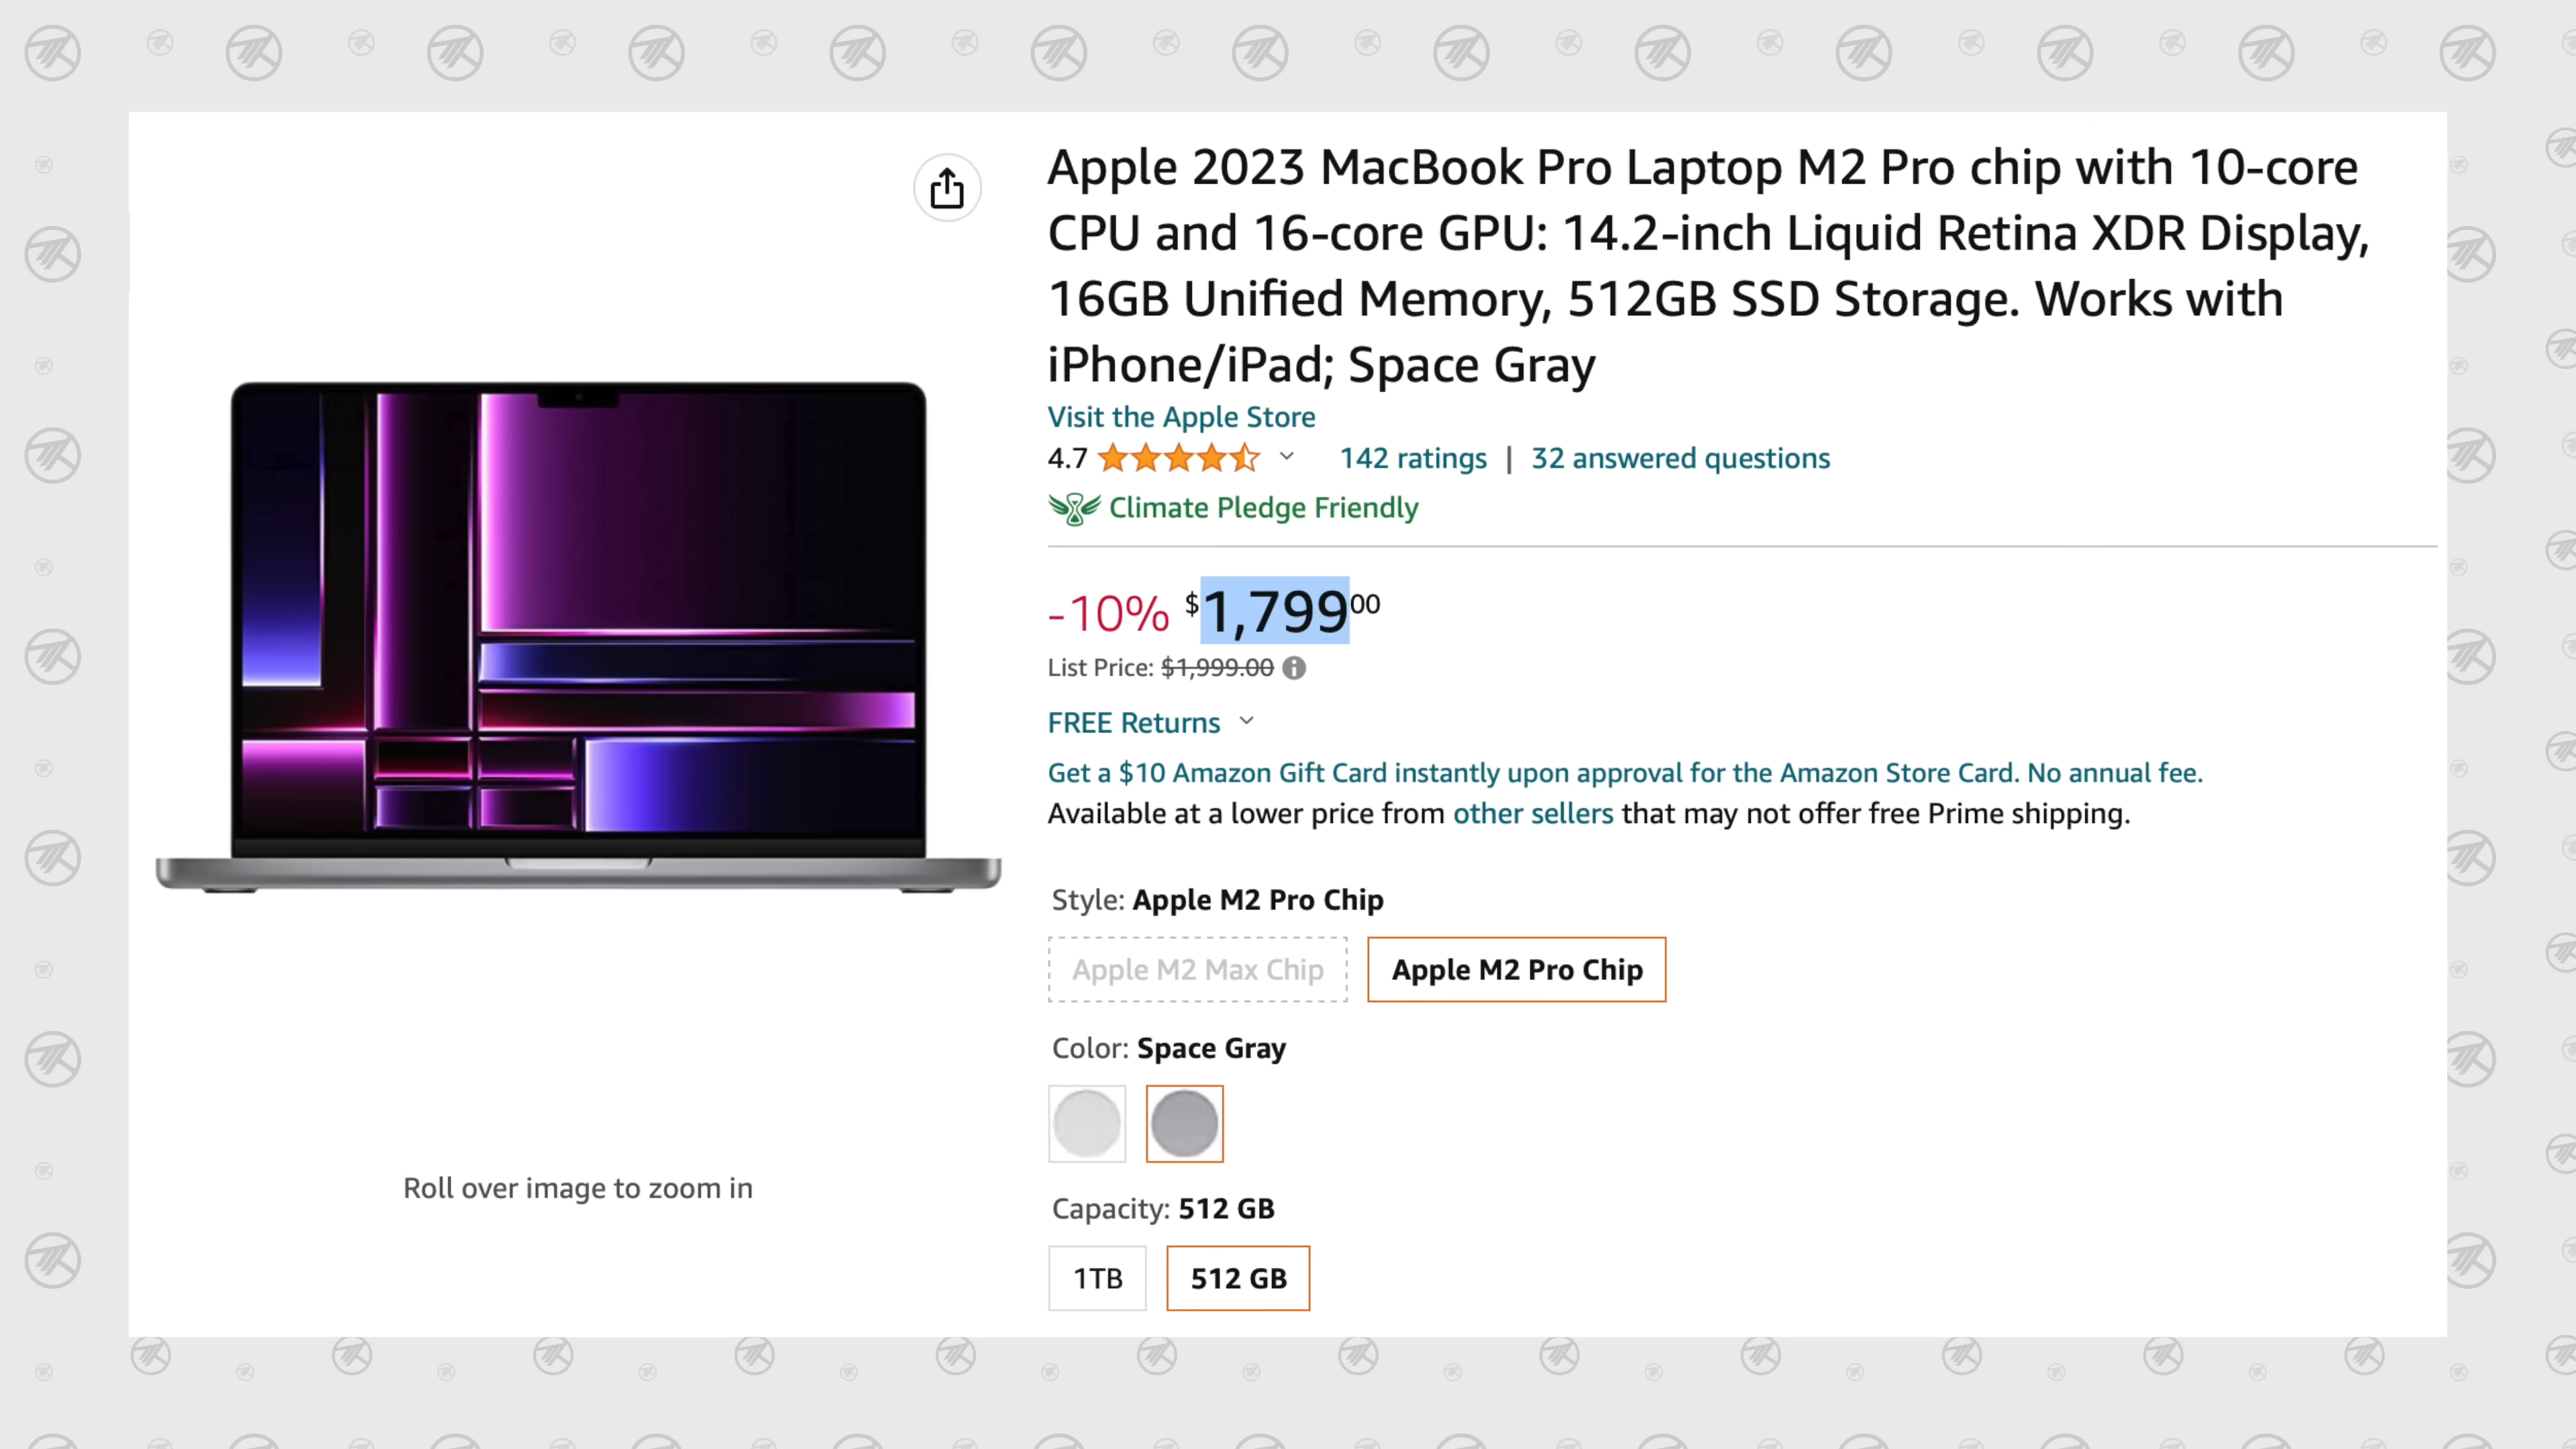 Apple 2023 MacBook Pro Laptop M2 Pro chip with 10-core
CPU and 16-core GPU: 14.2-inch Liquid Retina XDR Display,
16GB Unified Memory, 512GB SSD Storage. Works with
iPhone/iPad; Space Gray
Visit the Apple Store
4.7 142 ratings | 32 answered questions
Climate Pledge Friendly
-10% $1,79900
List Price: $1,999.00
FREE Returns
Get a $10 Amazon Gift Card instantly upon approval for the Amazon Store Card. No annual fee.
Available at a lower price from other sellers that may not offer free Prime shipping.
Style: Apple M2 Pro Chip
Apple M2 Max Chip Apple M2 Pro Chip
Color: Space Gray
Roll over image to zoom in
Capacity: 512 GB
1TB 512 GB